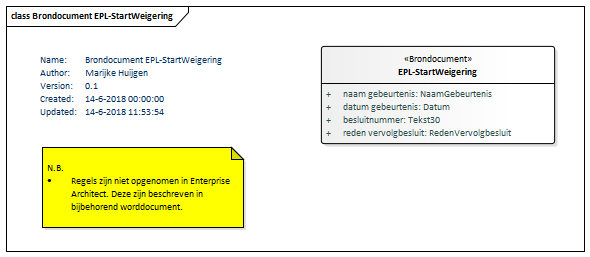 class Brondocument EPL-StartWeigering
Name: Brondocument EPL-StartWeigering
Author: Marijke Huijgen
Version: 0.1
Created: 14-6-2018 00:00:00
Updated: 14-6-2018 11:53:54
«Brondocument»
EPL-StartWeigering
+ naam gebeurtenis: NaamGebeurtenis
+ datum gebeurtenis: Datum
+ besluitnummer: Tekst30
+ reden vervolgbesluit: RedenVervolgbesluit
N.B.
• Regels zijn niet opgenomen in Enterprise
Architect. Deze zijn beschreven in
bijbehorend worddocument.